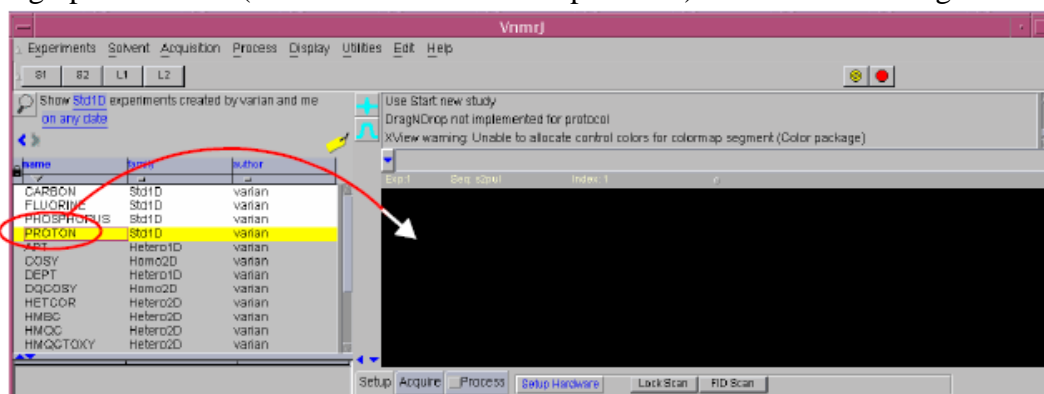 VnmrJ
Experiments Solvent Acquisition Process Display Utilities Edit Help
S1 S2 L1 L2
Show Std1D experiments created by varian and me
on any date
Use Start new study
DragNDrop not implemented for protocol
XView warning: Unable to allocate control colors for colormap segment (Color package)
name family author
Exp:1 Seq: s2pul Index: 1
CARBON Std1D varian
FLUORINE Std1D varian
PHOSPHORUS Std1D varian
PROTON Std1D varian
APT Hetero1D varian
COSY Homo2D varian
DEPT Hetero1D varian
DQCOSY Homo2D varian
HETCOR Hetero2D varian
HMBC Hetero2D varian
HMQC Hetero2D varian
HMQCTOXY Hetero2D varian
Setup Acquire Process Setup Hardware Lock Scan FID Scan